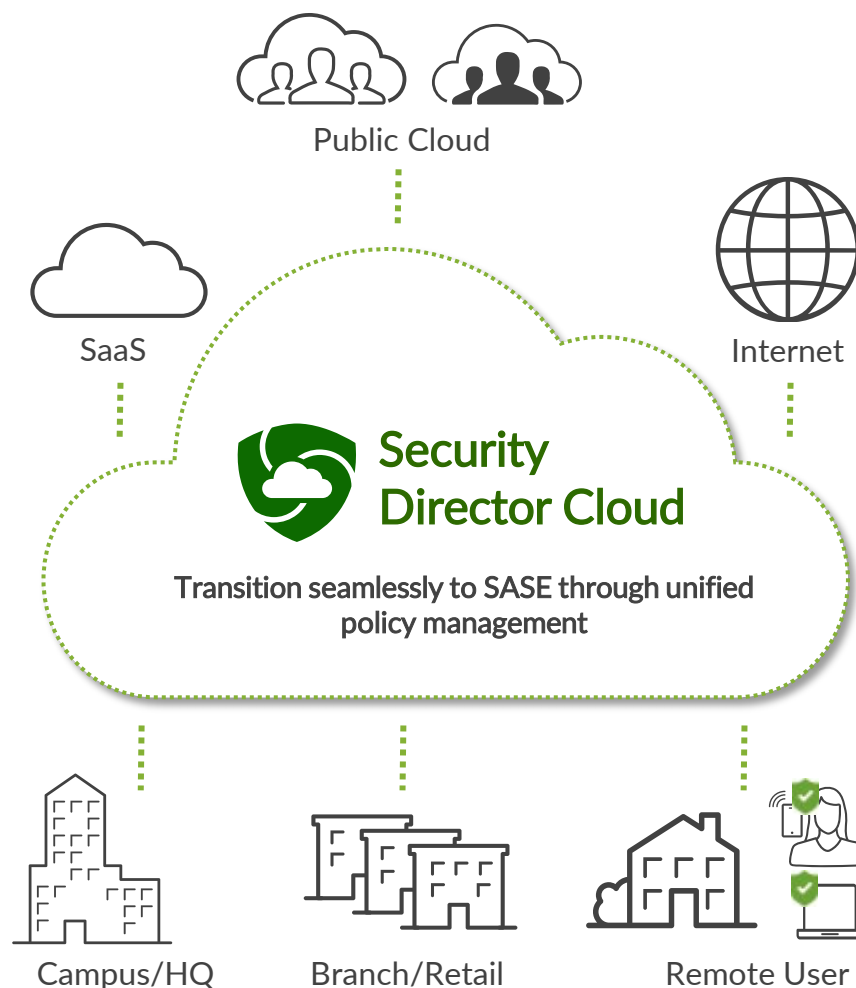 Public Cloud
SaaS
Internet
Security
Director Cloud
Transition seamlessly to SASE through unified
policy management
Campus/HQ
Branch/Retail
Remote User